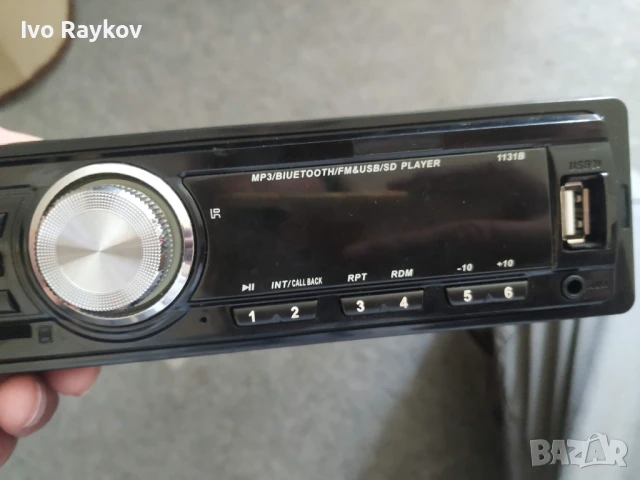 Ivo Raykov
MP3/BIUETOOTH/FM&USB/SD PLAYER 1131B
INT/CALL BACK RPT RDM -10 +10
1 2 3 4 5 6
BAZAR